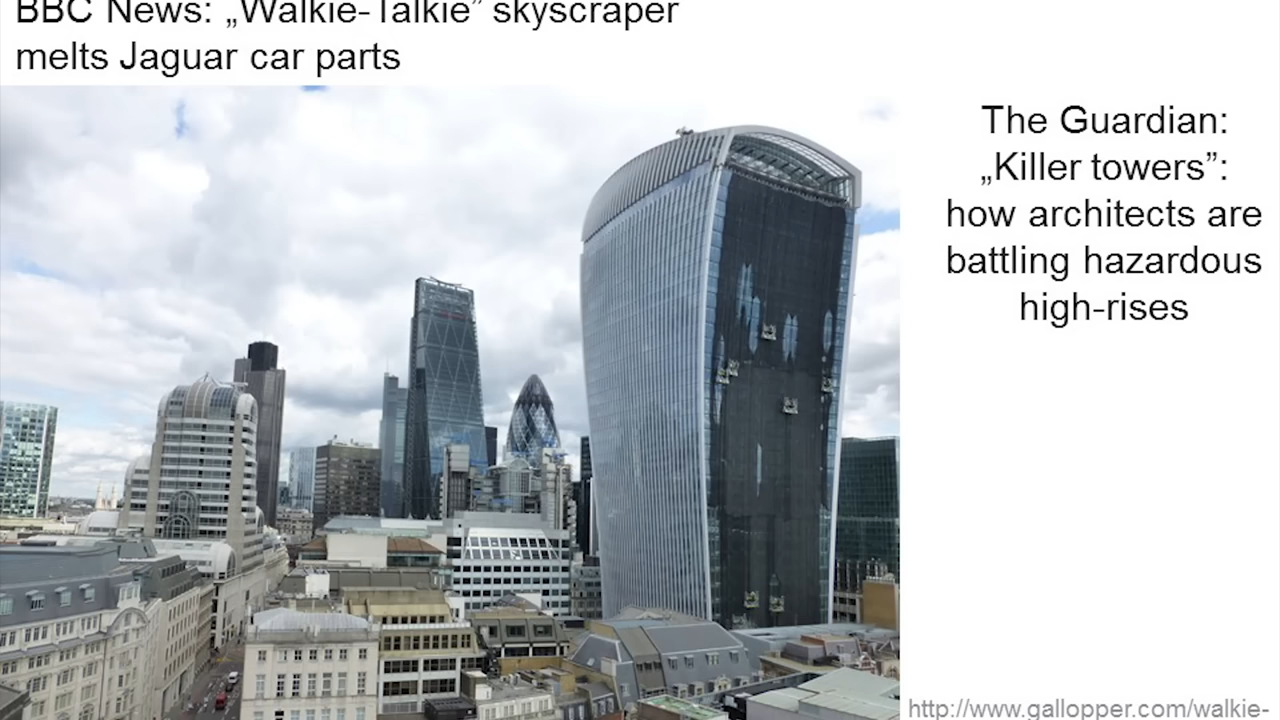 BBC News: „Walkie-Talkie” skyscraper
melts Jaguar car parts
The Guardian:
„Killer towers”:
how architects are
battling hazardous
high-rises
http://www.gallopper.com/walkie-